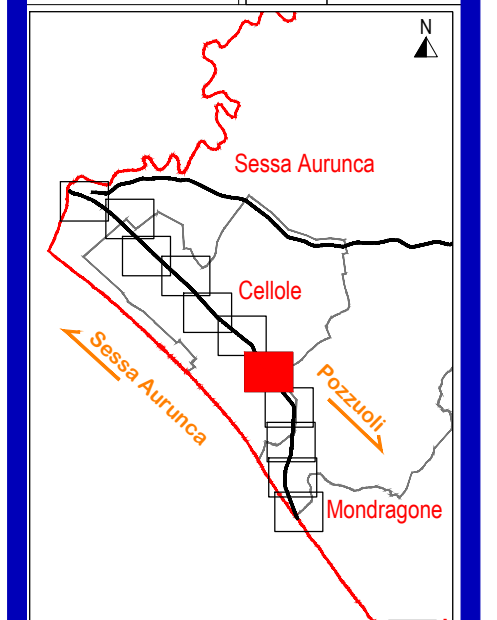 N
Sessa Aurunca
Cellole
Sessa Aurunca
Pozzuoli
Mondragone